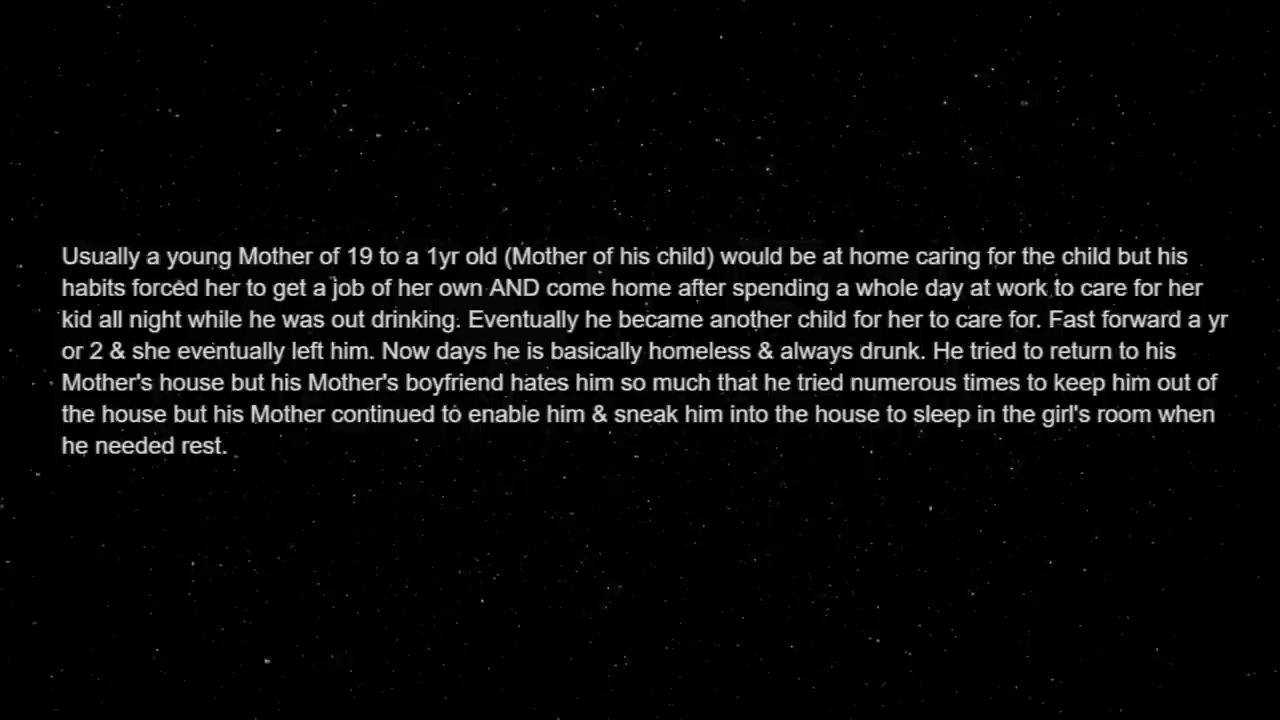 Usually a young Mother of 19 to a 1yr old (Mother of his child) would be at home caring for the child but his
habits forced her to get a job of her own AND come home after spending a whole day at work to care for her
kid all night while he was out drinking. Eventually he became another child for her to care for. Fast forward a yr
or 2 & she eventually left him. Now days he is basically homeless & always drunk. He tried to return to his
Mother's house but his Mother's boyfriend hates him so much that he tried numerous times to keep him out of
the house but his Mother continued to enable him & sneak him into the house to sleep in the girl's room when
he needed rest.